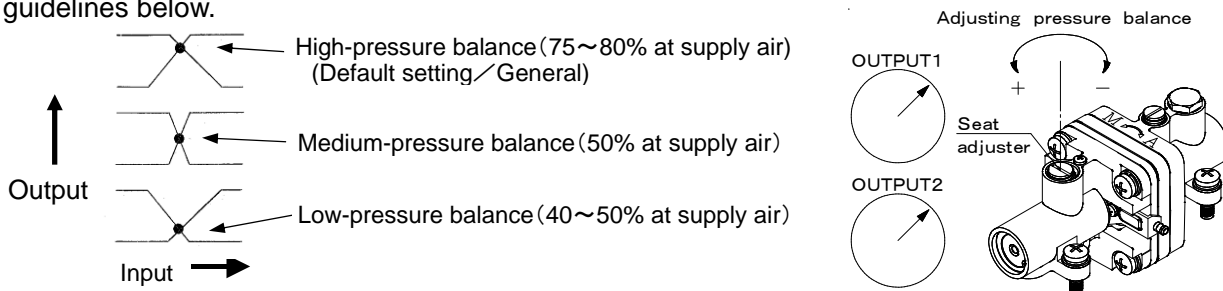 guidelines below.
High-pressure balance（75～80% at supply air)
(Default setting／General)
Medium-pressure balance（50% at supply air）
Low-pressure balance（40～50% at supply air）
Output
Input
Adjusting pressure balance
OUTPUT1
+ −
Seat
adjuster
OUTPUT2
M A